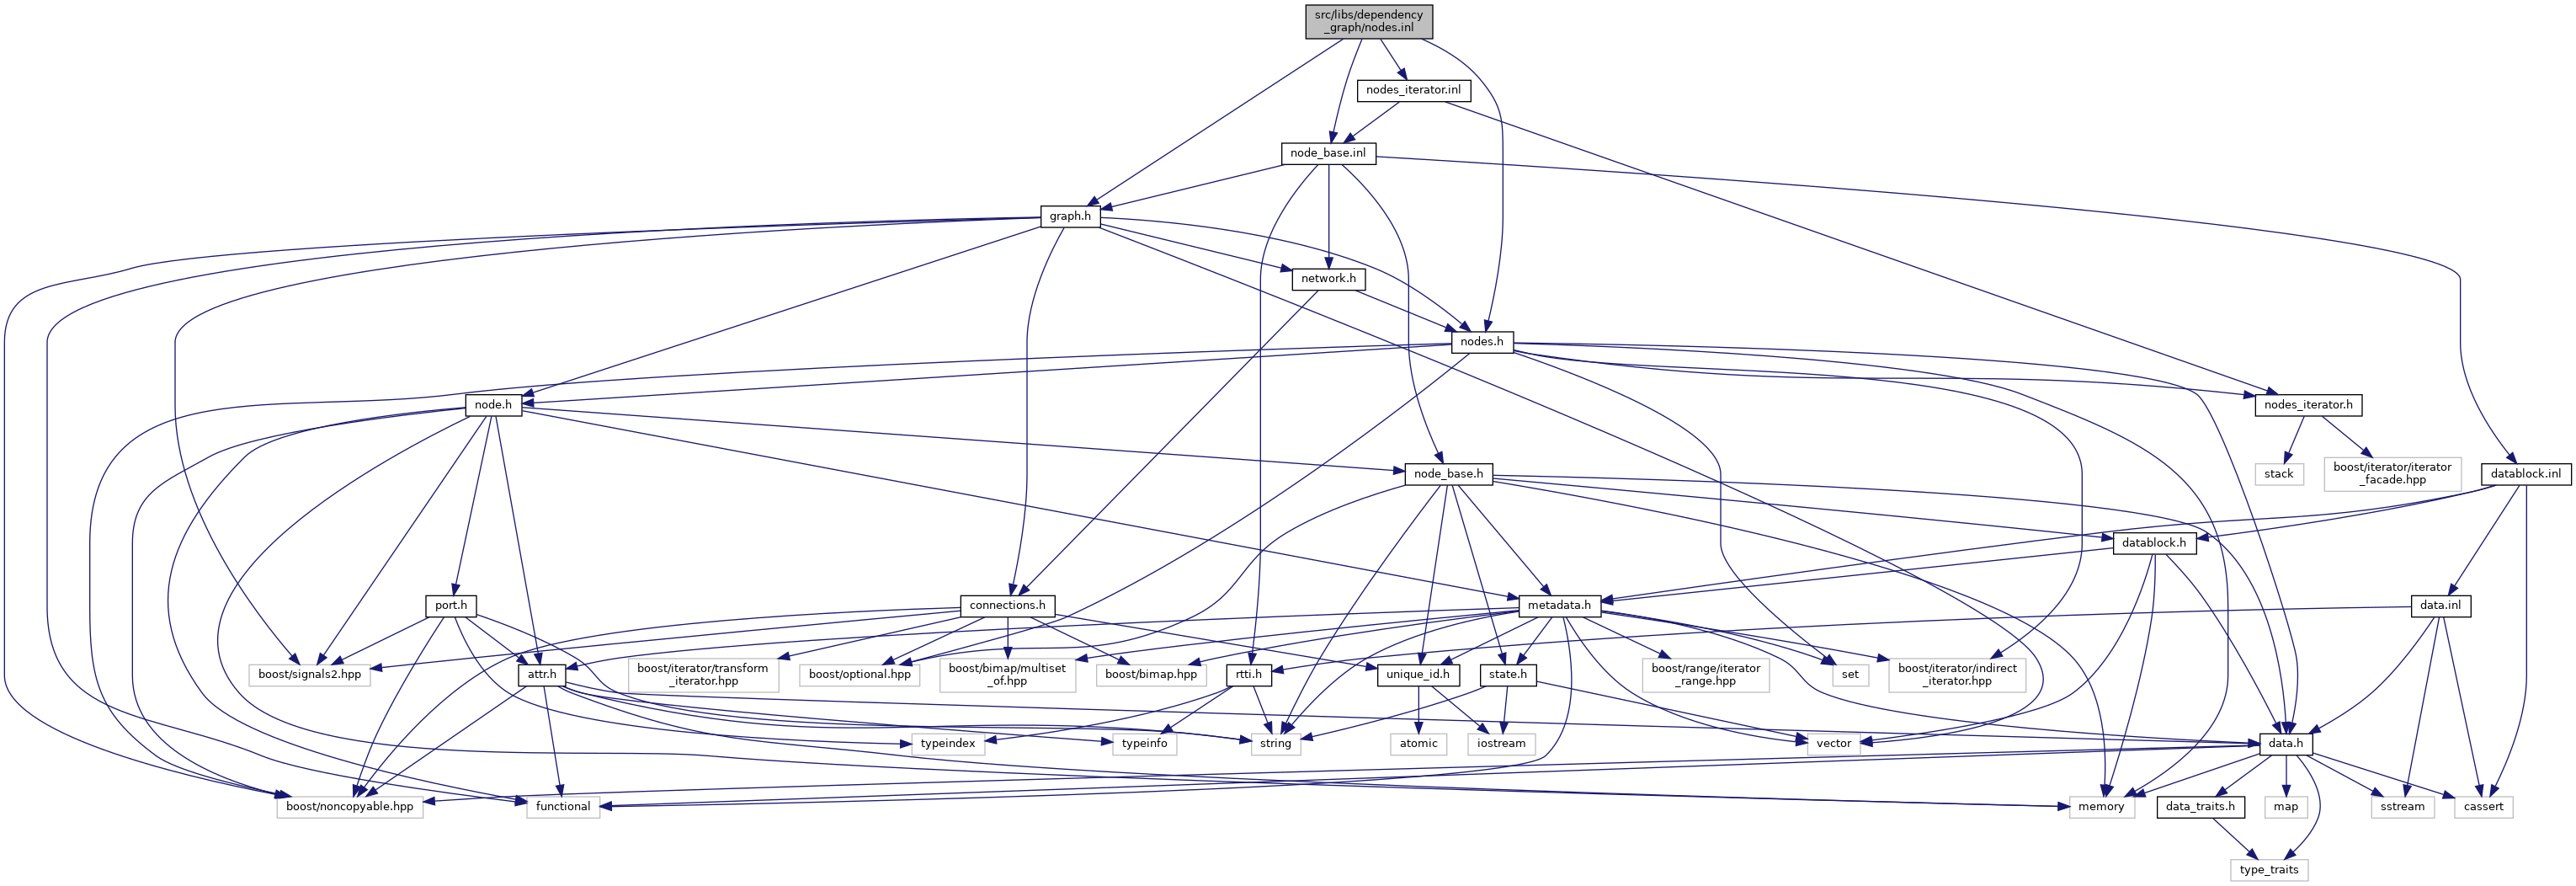 src/libs/dependency
_graph/nodes.inl
nodes_iterator.inl
node_base.inl
graph.h
network.h
nodes.h
node.h
nodes_iterator.h
node_base.h
stack
boost/iterator/iterator
_facade.hpp
datablock.inl
datablock.h
port.h
connections.h
metadata.h
data.inl
boost/signals2.hpp
attr.h
boost/iterator/transform
_iterator.hpp
boost/optional.hpp
boost/bimap/multiset
_of.hpp
boost/bimap.hpp
rtti.h
unique_id.h
state.h
boost/range/iterator
_range.hpp
set
boost/iterator/indirect
_iterator.hpp
typeindex
typeinfo
string
atomic
iostream
vector
data.h
boost/noncopyable.hpp
functional
memory
data_traits.h
map
sstream
cassert
type_traits